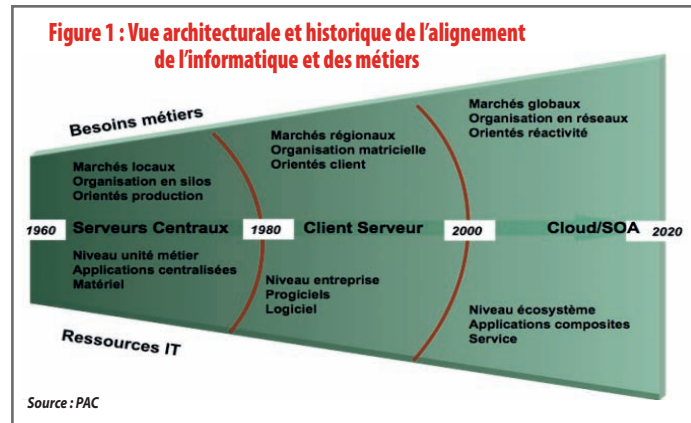 Figure 1 : Vue architecturale et historique de l'alignement
de l'informatique et des métiers
Besoins métiers
Marchés locaux
Organisation en silos
Orientés production
Marchés régionaux
Organisation matricielle
Orientés client
Marchés globaux
Organisation en réseaux
Orientés réactivité
1960 Serveurs Centraux 1980 Client Serveur 2000 Cloud/SOA 2020
Niveau unité métier
Applications centralisées
Matériel
Niveau entreprise
Progiciels
Logiciel
Niveau écosystème
Applications composites
Service
Ressources IT
Source : PAC